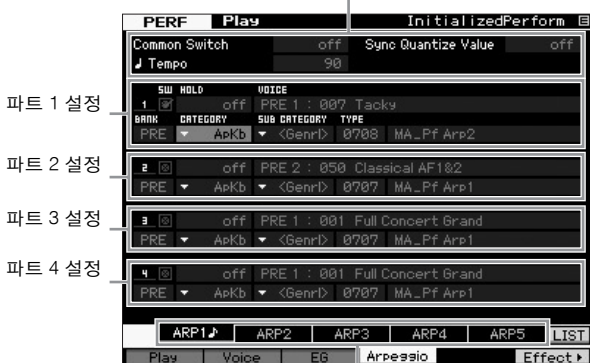 PERF Play InitializedPerform
Common Switch off Sync Quantize Value off
Tempo 90
SW HOLD VOICE
파트 1 설정 1 off PRE 1 : 007 Tacky
BANK CATEGORY SUB CATEGORY TYPE
PRE ApKb <Genrl> 0708 MA_Pf Arp2
파트 2 설정 2 off PRE 2 : 050 Classical AF1&2
PRE ApKb <Genrl> 0707 MA_Pf Arp1
파트 3 설정 3 off PRE 1 : 001 Full Concert Grand
PRE ApKb <Genrl> 0707 MA_Pf Arp1
파트 4 설정 4 off PRE 1 : 001 Full Concert Grand
PRE ApKb <Genrl> 0707 MA_Pf Arp1
ARP1♪ ARP2 ARP3 ARP4 ARP5 LIST
Play Voice EG Arpeggio Effect